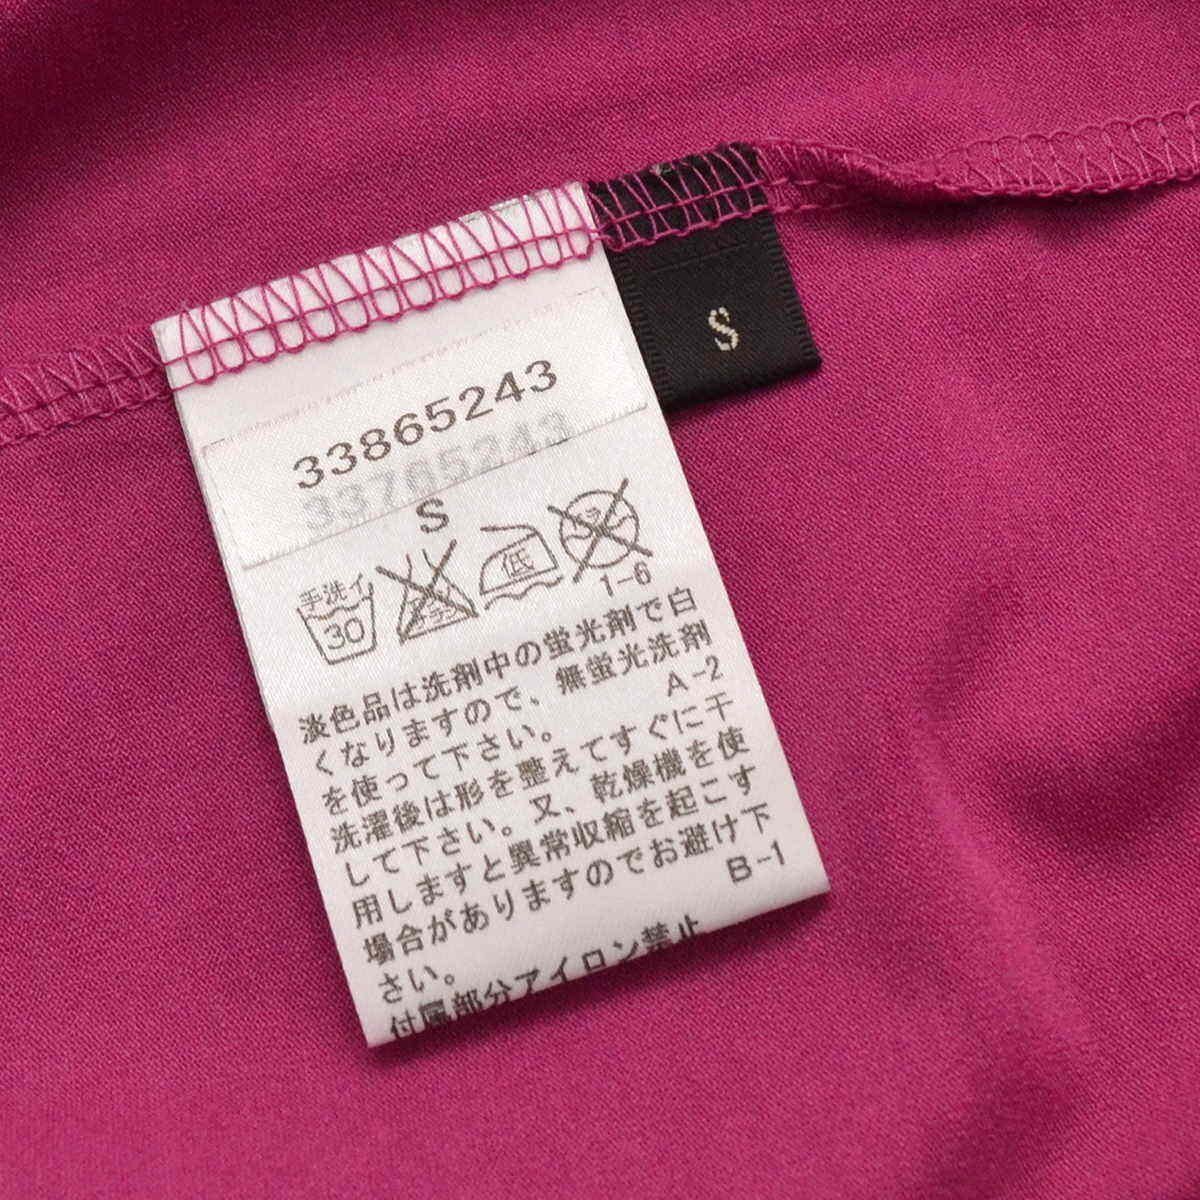 S
33865243
33765243
S
手洗イ
30
低
1-6
淡色品は洗剤中の蛍光剤で白
くなりますので、無蛍光洗剤
を使って下さい。 A-2
洗濯後は形を整えてすぐに干
して下さい。又、乾燥機を使
用しますと異常収縮を起こす
場合がありますのでお避け下
さい。 B-1
付属部分アイロン禁止